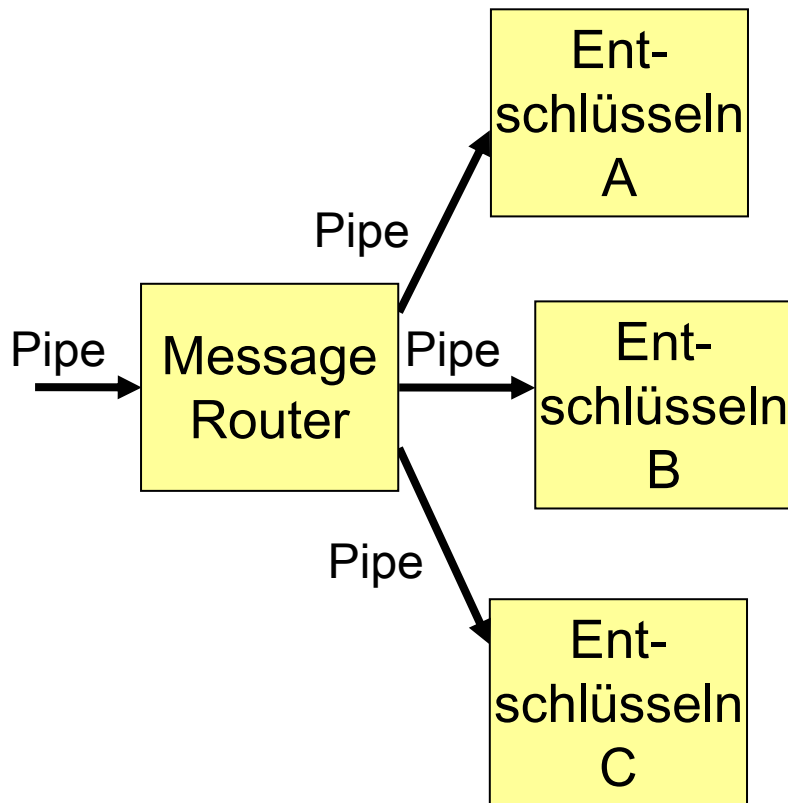 Ent-
schlüsseln
A
Pipe
Pipe
Message
Router
Pipe
Ent-
schlüsseln
B
Pipe
Ent-
schlüsseln
C